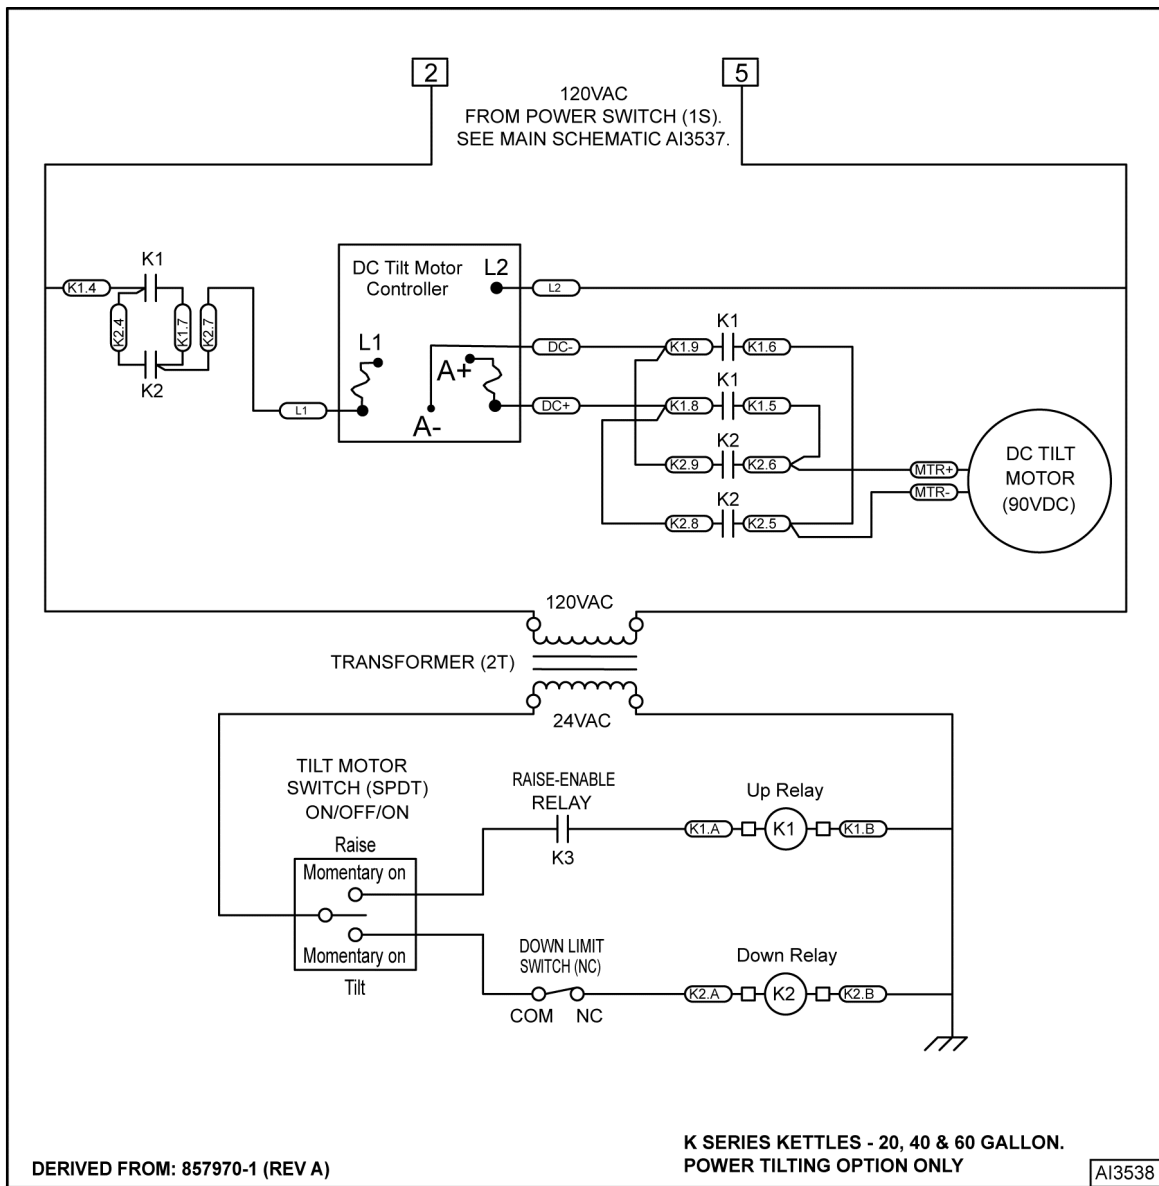 2
5
120VAC
FROM POWER SWITCH (1S).
SEE MAIN SCHEMATIC AI3537.
K1
K1.4
K2.4
K1.7
K2.7
K2
DC Tilt Motor
Controller
L2
L2
L1
A+
A-
L1
DC-
DC+
K1
K1.9
K1.6
K1
K1.8
K1.5
K2
K2.9
K2.6
K2
K2.8
K2.5
MTR+
MTR-
DC TILT
MOTOR
(90VDC)
120VAC
TRANSFORMER (2T)
24VAC
TILT MOTOR
SWITCH (SPDT)
ON/OFF/ON
Raise
Momentary on
Momentary on
Tilt
RAISE-ENABLE
RELAY
K3
Up Relay
K1.A
K1
K1.B
DOWN LIMIT
SWITCH (NC)
COM
NC
Down Relay
K2.A
K2
K2.B
DERIVED FROM: 857970-1 (REV A)
K SERIES KETTLES - 20, 40 & 60 GALLON.
POWER TILTING OPTION ONLY
AI3538